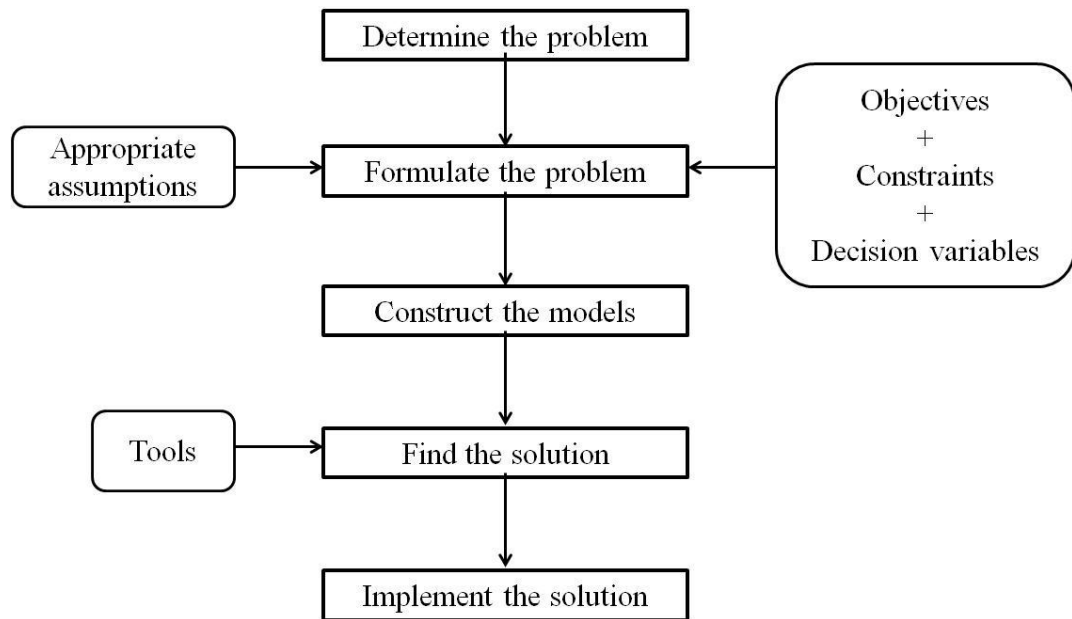 Determine the problem
Appropriate
assumptions
Formulate the problem
Objectives
+
Constraints
+
Decision variables
Construct the models
Tools
Find the solution
Implement the solution